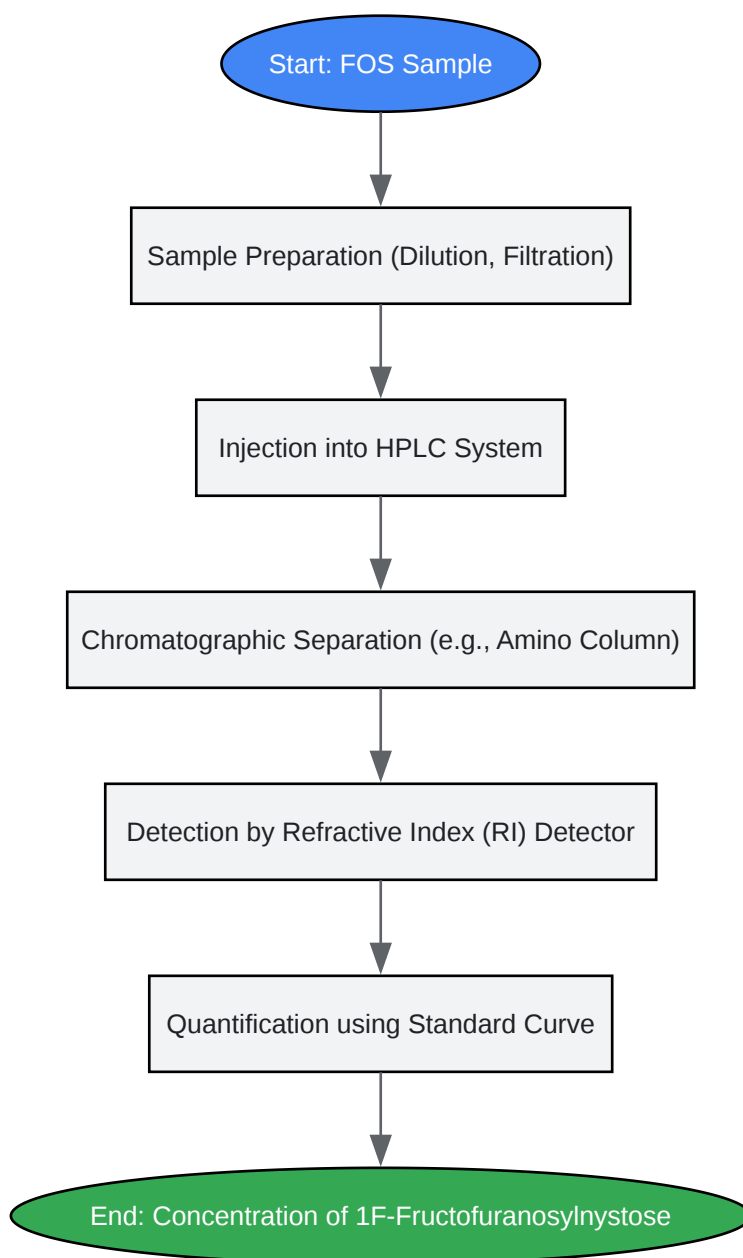 Start: FOS Sample
Sample Preparation (Dilution, Filtration)
Injection into HPLC System
Chromatographic Separation (e.g., Amino Column)
Detection by Refractive Index (RI) Detector
Quantification using Standard Curve
End: Concentration of 1F-Fructofuranosylnystose